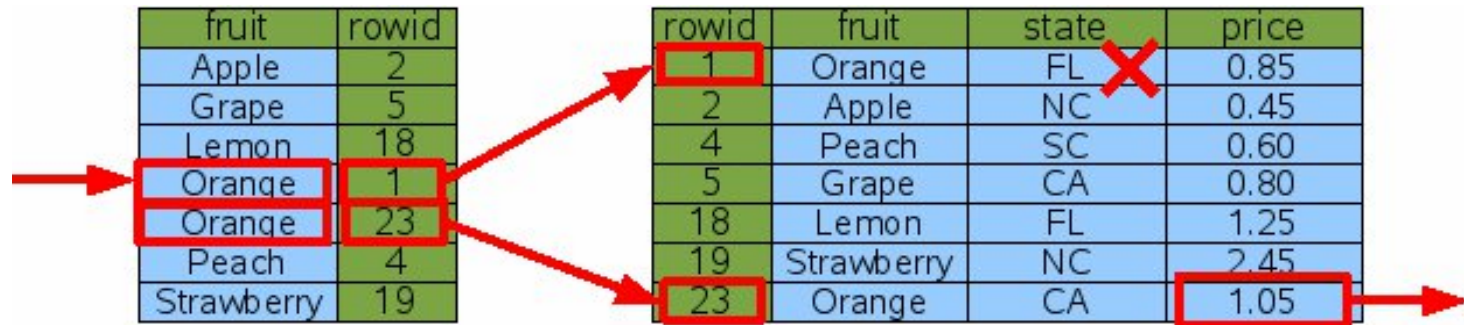 fruit rowid
Apple 2
Grape 5
Lemon 18
Orange 1
Orange 23
Peach 4
Strawberry 19
rowid fruit state price
1 Orange FL 0.85
2 Apple NC 0.45
4 Peach SC 0.60
5 Grape CA 0.80
18 Lemon FL 1.25
19 Strawberry NC 2.45
23 Orange CA 1.05